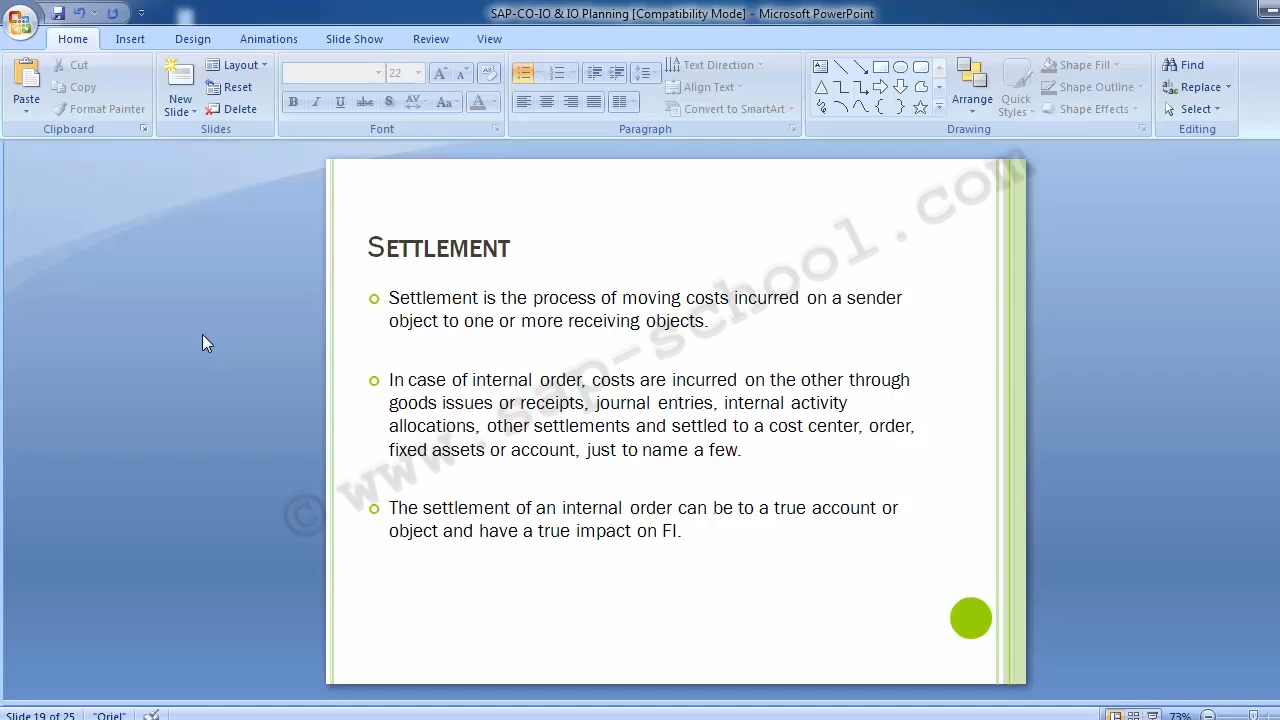 SAP-CO-IO & IO Planning [Compatibility Mode] - Microsoft PowerPoint
Home Insert Design Animations Slide Show Review View
Paste
Cut
Copy
Format Painter
Clipboard
New Slide
Layout
Reset
Delete
Slides
22
B I U abc S AV Aa A
Font
Text Direction
Align Text
Convert to SmartArt
Paragraph
Arrange
Quick Styles
Shape Fill
Shape Outline
Shape Effects
Drawing
Find
Replace
Select
Editing
SETTLEMENT
Settlement is the process of moving costs incurred on a sender
object to one or more receiving objects.
In case of internal order, costs are incurred on the other through
goods issues or receipts, journal entries, internal activity
allocations, other settlements and settled to a cost center, order,
fixed assets or account, just to name a few.
The settlement of an internal order can be to a true account or
object and have a true impact on FI.
© www.sap-school.com
Slide 19 of 25 "Oriel" 73%